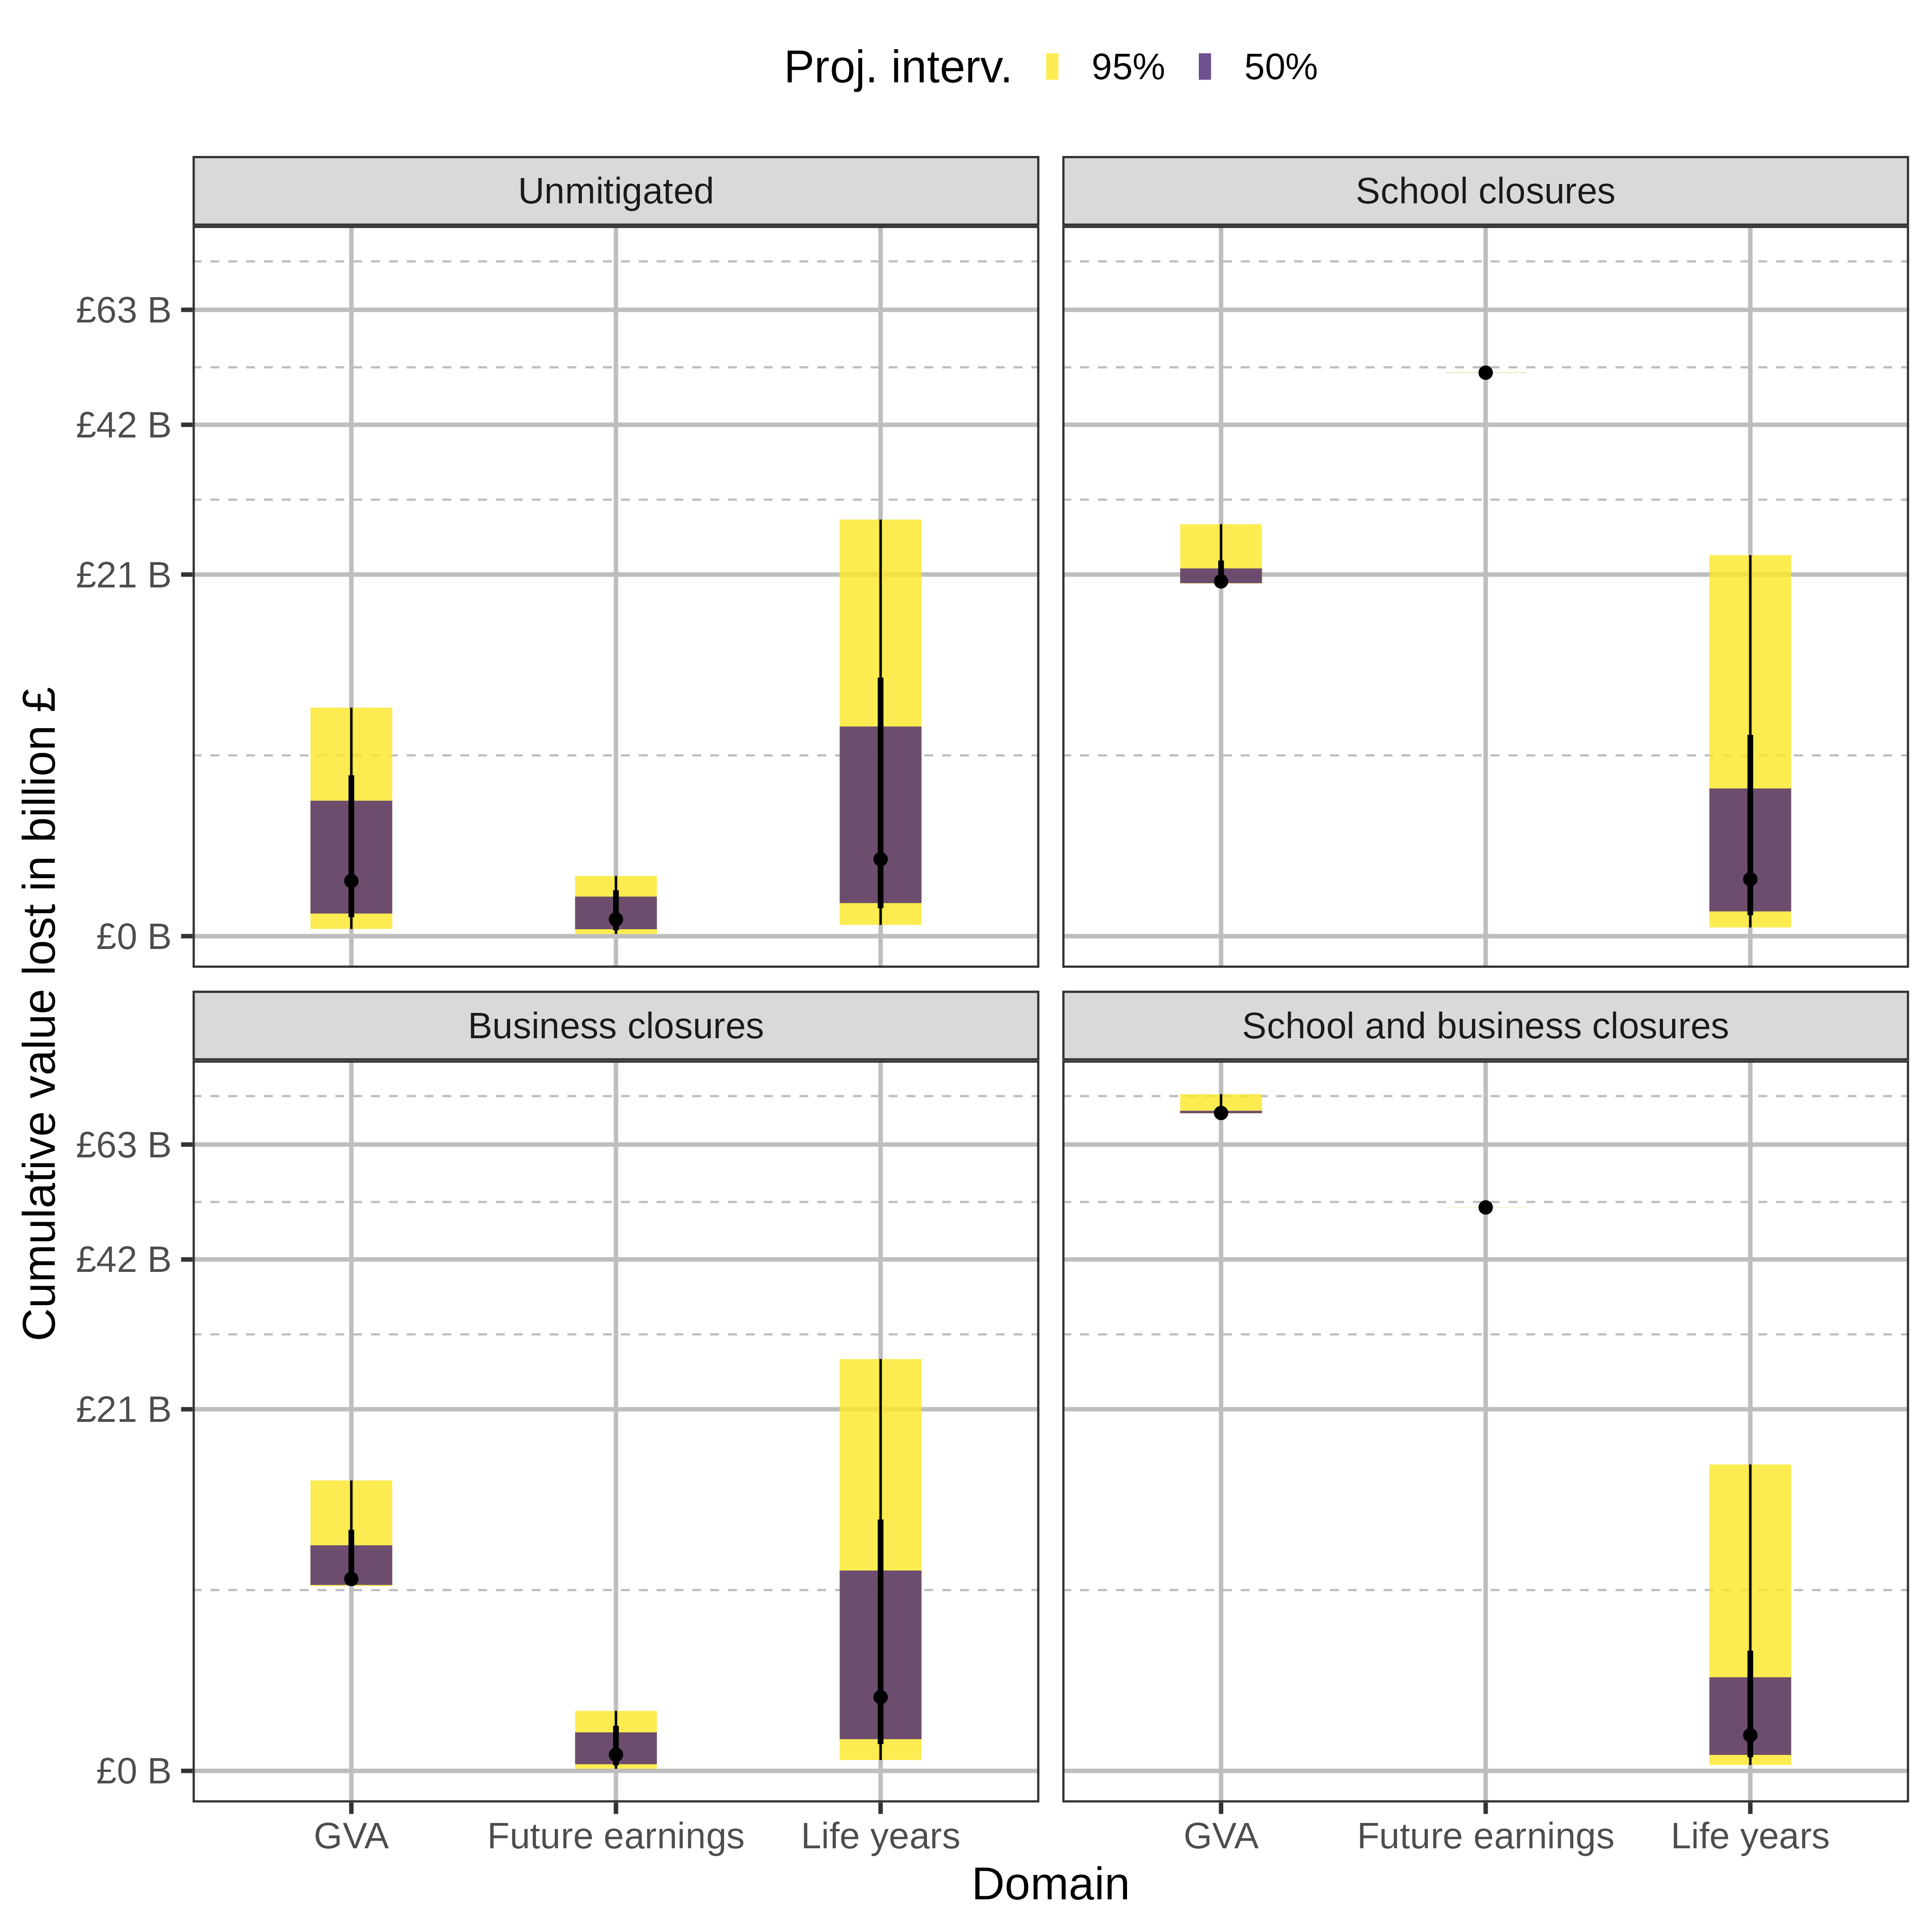 Proj. interv. 95% 50%
Unmitigated
School closures
£63 B
£42 B
£21 B
£0 B
Business closures
School and business closures
£63 B
£42 B
£21 B
£0 B
GVA Future earnings Life years
GVA Future earnings Life years
Domain
Cumulative value lost in billion £